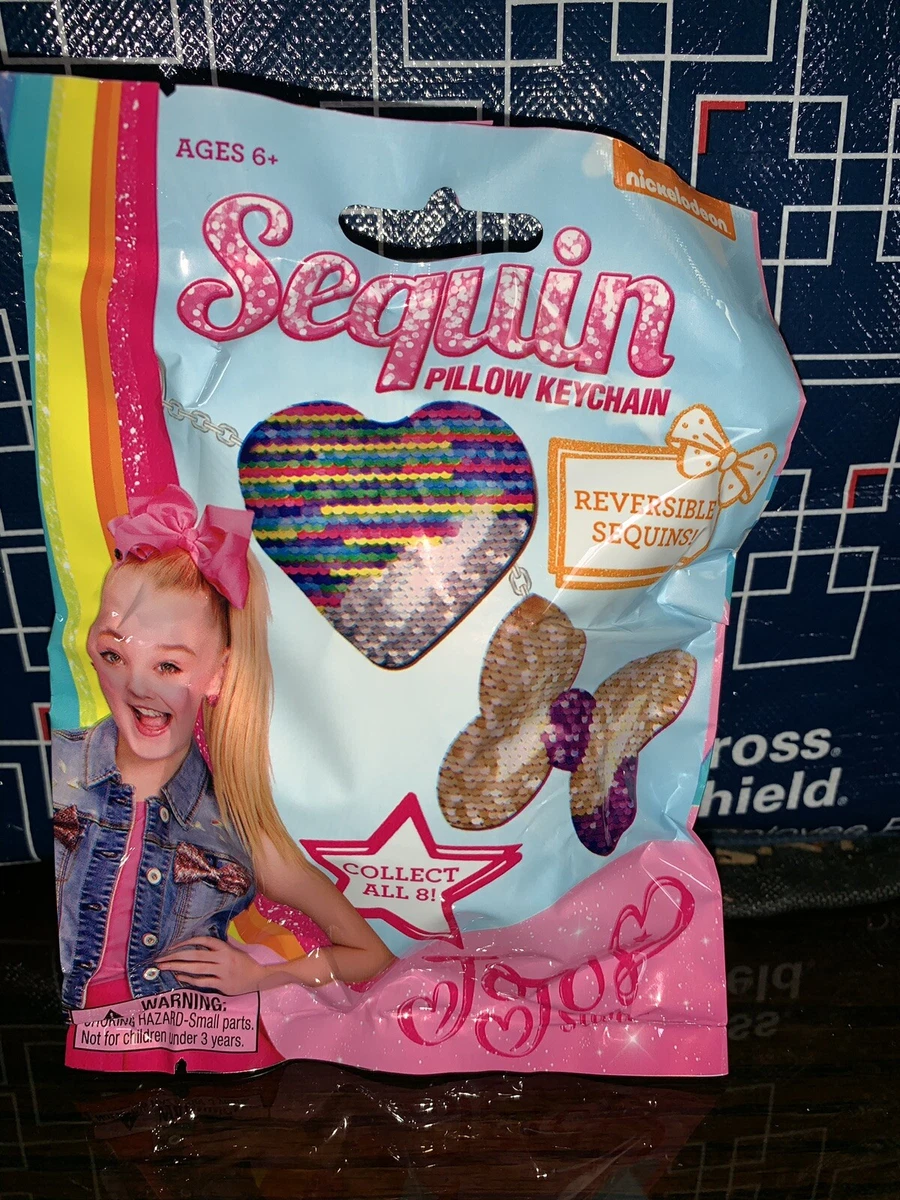 AGES 6+
nickelodeon
Sequin
PILLOW KEYCHAIN
REVERSIBLE
SEQUINS!
COLLECT
ALL 8!
JoJo
Siwa
WARNING:
CHOKING HAZARD-Small parts.
Not for children under 3 years.
ross®
hield®